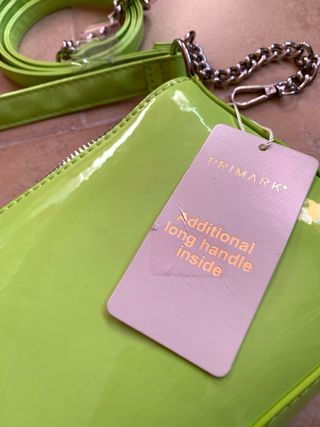 PRIMARK®
Additional
long handle
inside